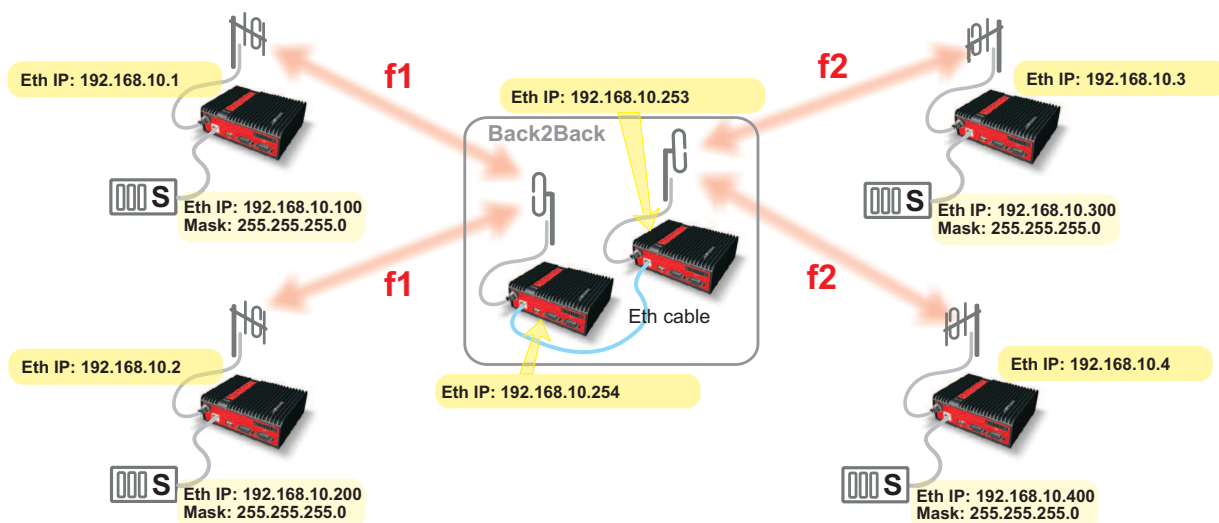 Eth IP: 192.168.10.1
f1
Eth IP: 192.168.10.253
f2
Eth IP: 192.168.10.3
Back2Back
S
Eth IP: 192.168.10.100
Mask: 255.255.255.0
S
Eth IP: 192.168.10.300
Mask: 255.255.255.0
f1
f2
Eth cable
Eth IP: 192.168.10.2
Eth IP: 192.168.10.254
Eth IP: 192.168.10.4
S
Eth IP: 192.168.10.200
Mask: 255.255.255.0
S
Eth IP: 192.168.10.400
Mask: 255.255.255.0